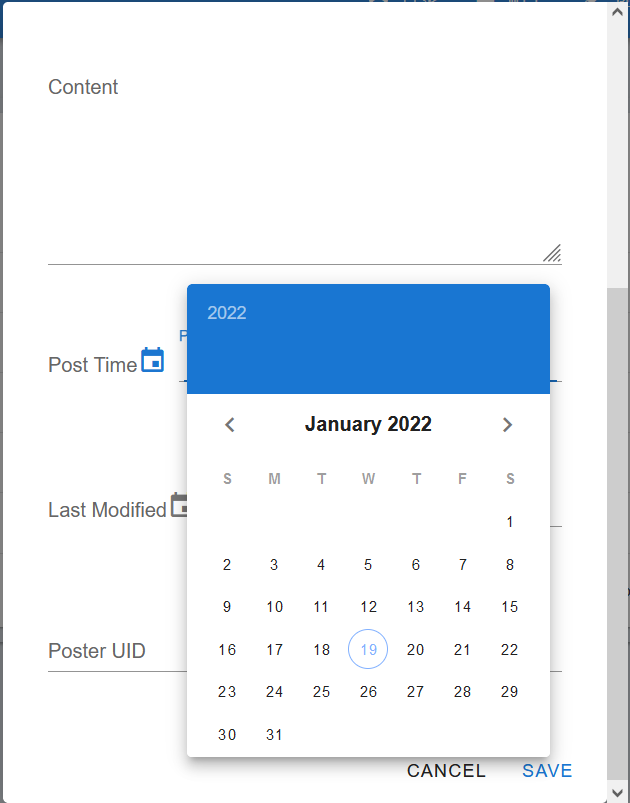 Content
2022
P
Post Time
January 2022
S M T W T F S
1
2 3 4 5 6 7 8
9 10 11 12 13 14 15
Last Modified
16 17 18 19 20 21 22
Poster UID
23 24 25 26 27 28 29
30 31
CANCEL SAVE